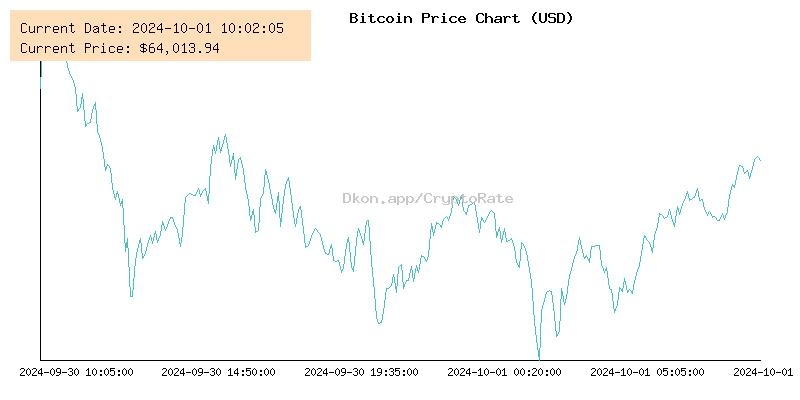 Bitcoin Price Chart (USD)
Current Date: 2024-10-01 10:02:05
Current Price: $64,013.94
Dkon.app/CryptoRate
2024-09-30 10:05:00 2024-09-30 14:50:00 2024-09-30 19:35:00 2024-10-01 00:20:00 2024-10-01 05:05:00 2024-10-01